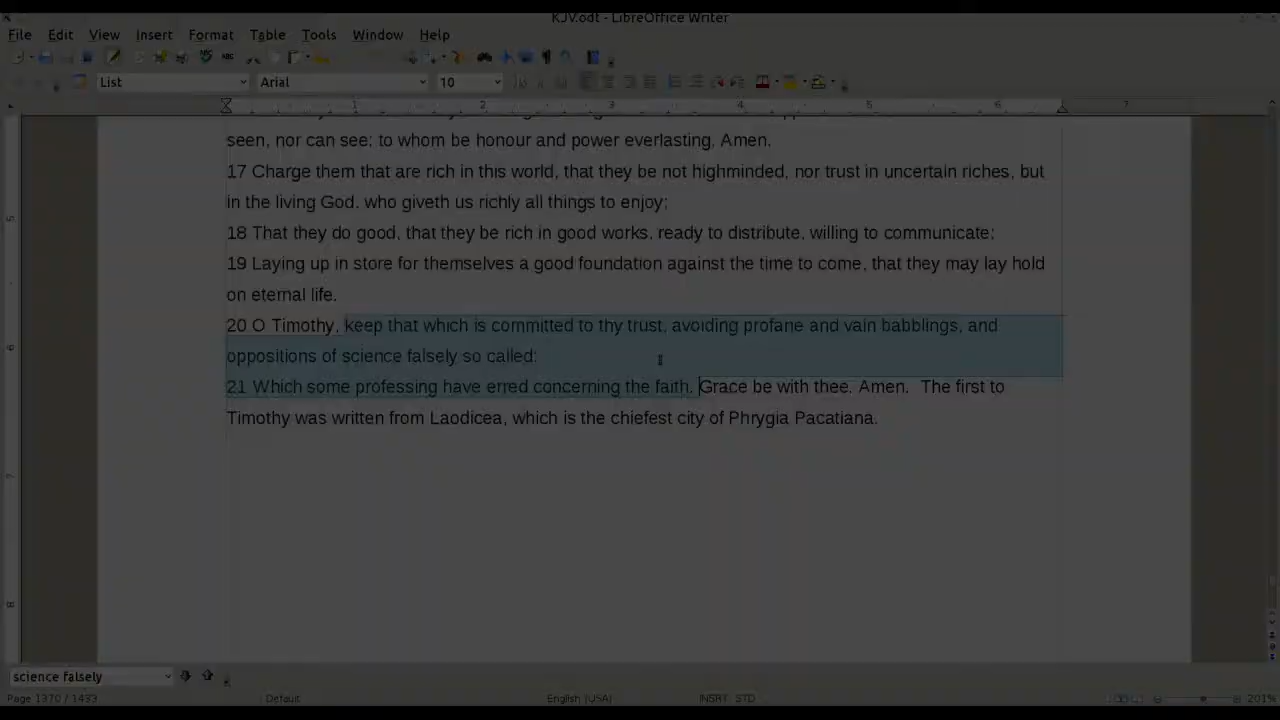 KJV.odt - LibreOffice Writer
File Edit View Insert Format Table Tools Window Help
List Arial 10
1 2 3 4 5 6 7
seen, nor can see: to whom be honour and power everlasting. Amen.
17 Charge them that are rich in this world, that they be not highminded, nor trust in uncertain riches, but
in the living God, who giveth us richly all things to enjoy;
18 That they do good, that they be rich in good works, ready to distribute, willing to communicate;
19 Laying up in store for themselves a good foundation against the time to come, that they may lay hold
on eternal life.
20 O Timothy, keep that which is committed to thy trust, avoiding profane and vain babblings, and
oppositions of science falsely so called:
21 Which some professing have erred concerning the faith. Grace be with thee. Amen.  The first to
Timothy was written from Laodicea, which is the chiefest city of Phrygia Pacatiana.
science falsely
Page 1370 / 1433 Default English (USA) INSRT STD 201%